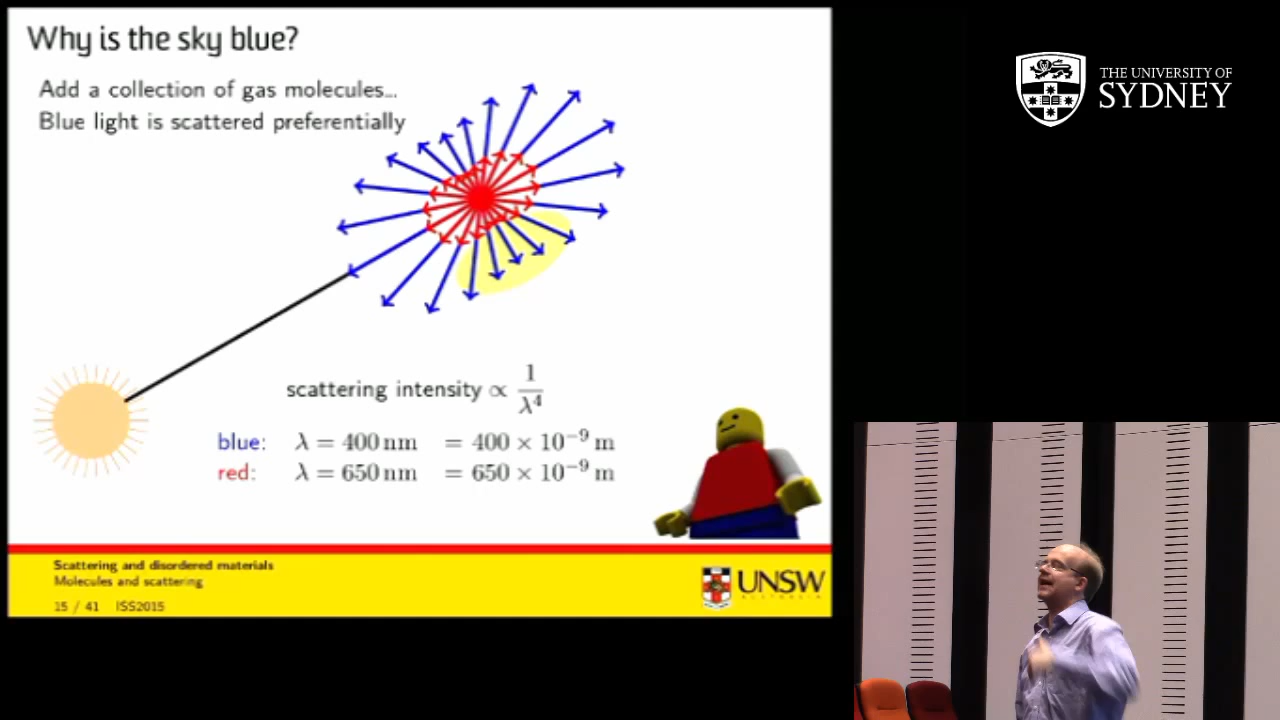 Why is the sky blue?
Add a collection of gas molecules...
Blue light is scattered preferentially
scattering intensity ∝ 1/λ⁴
blue: λ = 400 nm = 400 × 10⁻⁹ m
red: λ = 650 nm = 650 × 10⁻⁹ m
Scattering and disordered materials
Molecules and scattering
15 / 41 ISS2015
UNSW
AUSTRALIA
THE UNIVERSITY OF
SYDNEY